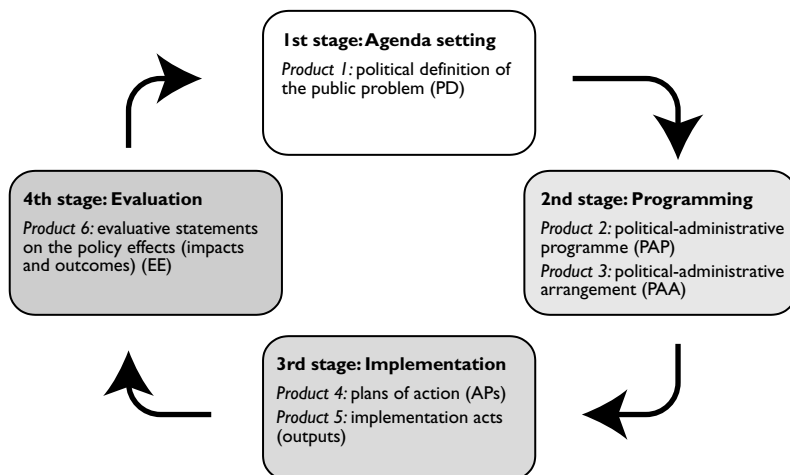 1st stage: Agenda setting
Product 1: political definition of
the public problem (PD)
2nd stage: Programming
Product 2: political-administrative
programme (PAP)
Product 3: political-administrative
arrangement (PAA)
3rd stage: Implementation
Product 4: plans of action (APs)
Product 5: implementation acts
(outputs)
4th stage: Evaluation
Product 6: evaluative statements
on the policy effects (impacts
and outcomes) (EE)